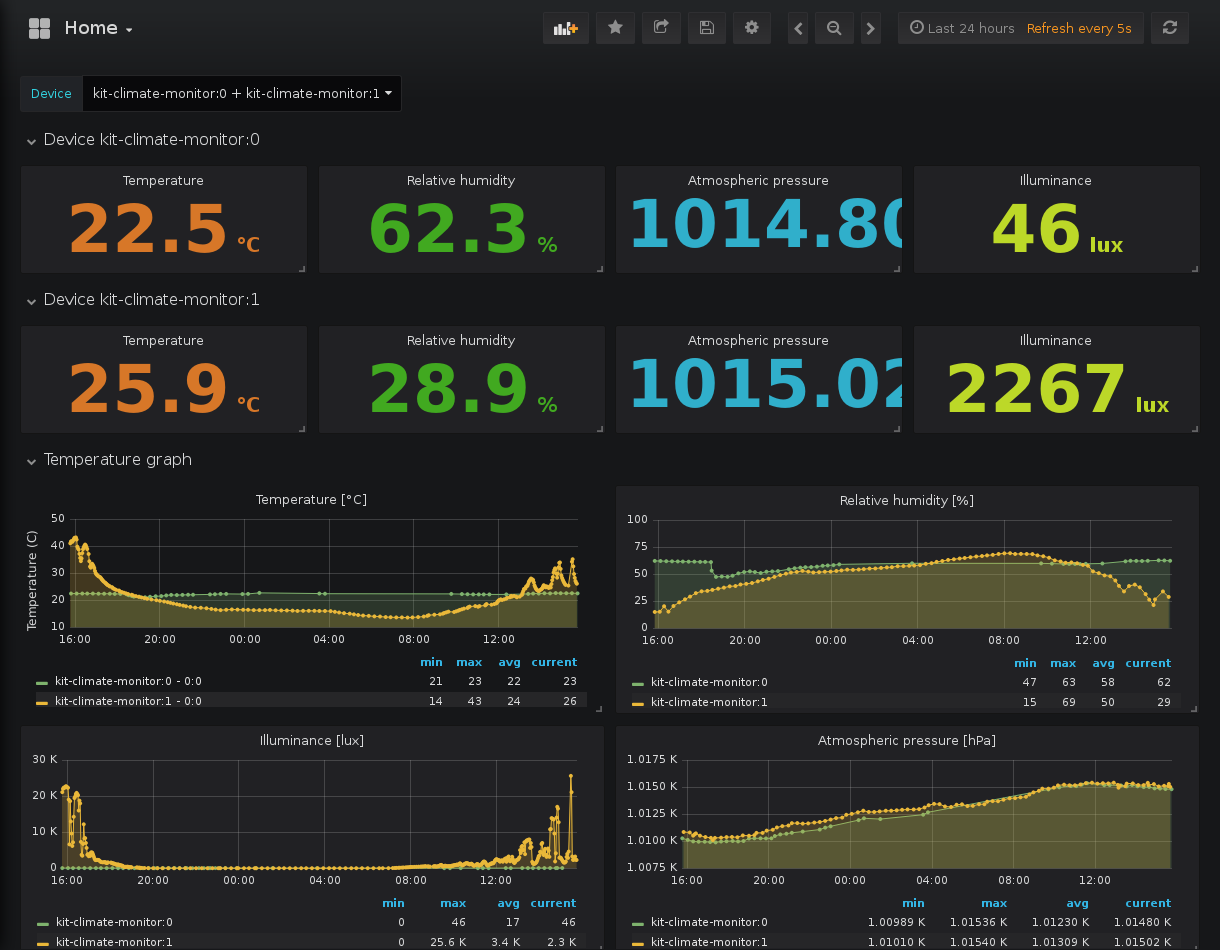 Home
Last 24 hours Refresh every 5s
Device kit-climate-monitor:0 + kit-climate-monitor:1
Device kit-climate-monitor:0
Temperature Relative humidity Atmospheric pressure Illuminance
22.5 °C 62.3 % 1014.80 46 lux
Device kit-climate-monitor:1
Temperature Relative humidity Atmospheric pressure Illuminance
25.9 °C 28.9 % 1015.02 2267 lux
Temperature graph
Temperature [°C]
Temperature (C)
50
40
30
20
10
16:00 20:00 00:00 04:00 08:00 12:00
min max avg current
kit-climate-monitor:0 - 0:0 21 23 22 23
kit-climate-monitor:1 - 0:0 14 43 24 26
Relative humidity [%]
100
75
50
25
0
16:00 20:00 00:00 04:00 08:00 12:00
min max avg current
kit-climate-monitor:0 47 63 58 62
kit-climate-monitor:1 15 69 50 29
Illuminance [lux]
30 K
20 K
10 K
0
16:00 20:00 00:00 04:00 08:00 12:00
min max avg current
kit-climate-monitor:0 0 46 17 46
kit-climate-monitor:1 0 25.6 K 3.4 K 2.3 K
Atmospheric pressure [hPa]
1.0175 K
1.0150 K
1.0125 K
1.0100 K
1.0075 K
16:00 20:00 00:00 04:00 08:00 12:00
min max avg current
kit-climate-monitor:0 1.00989 K 1.01536 K 1.01230 K 1.01480 K
kit-climate-monitor:1 1.01010 K 1.01540 K 1.01309 K 1.01502 K